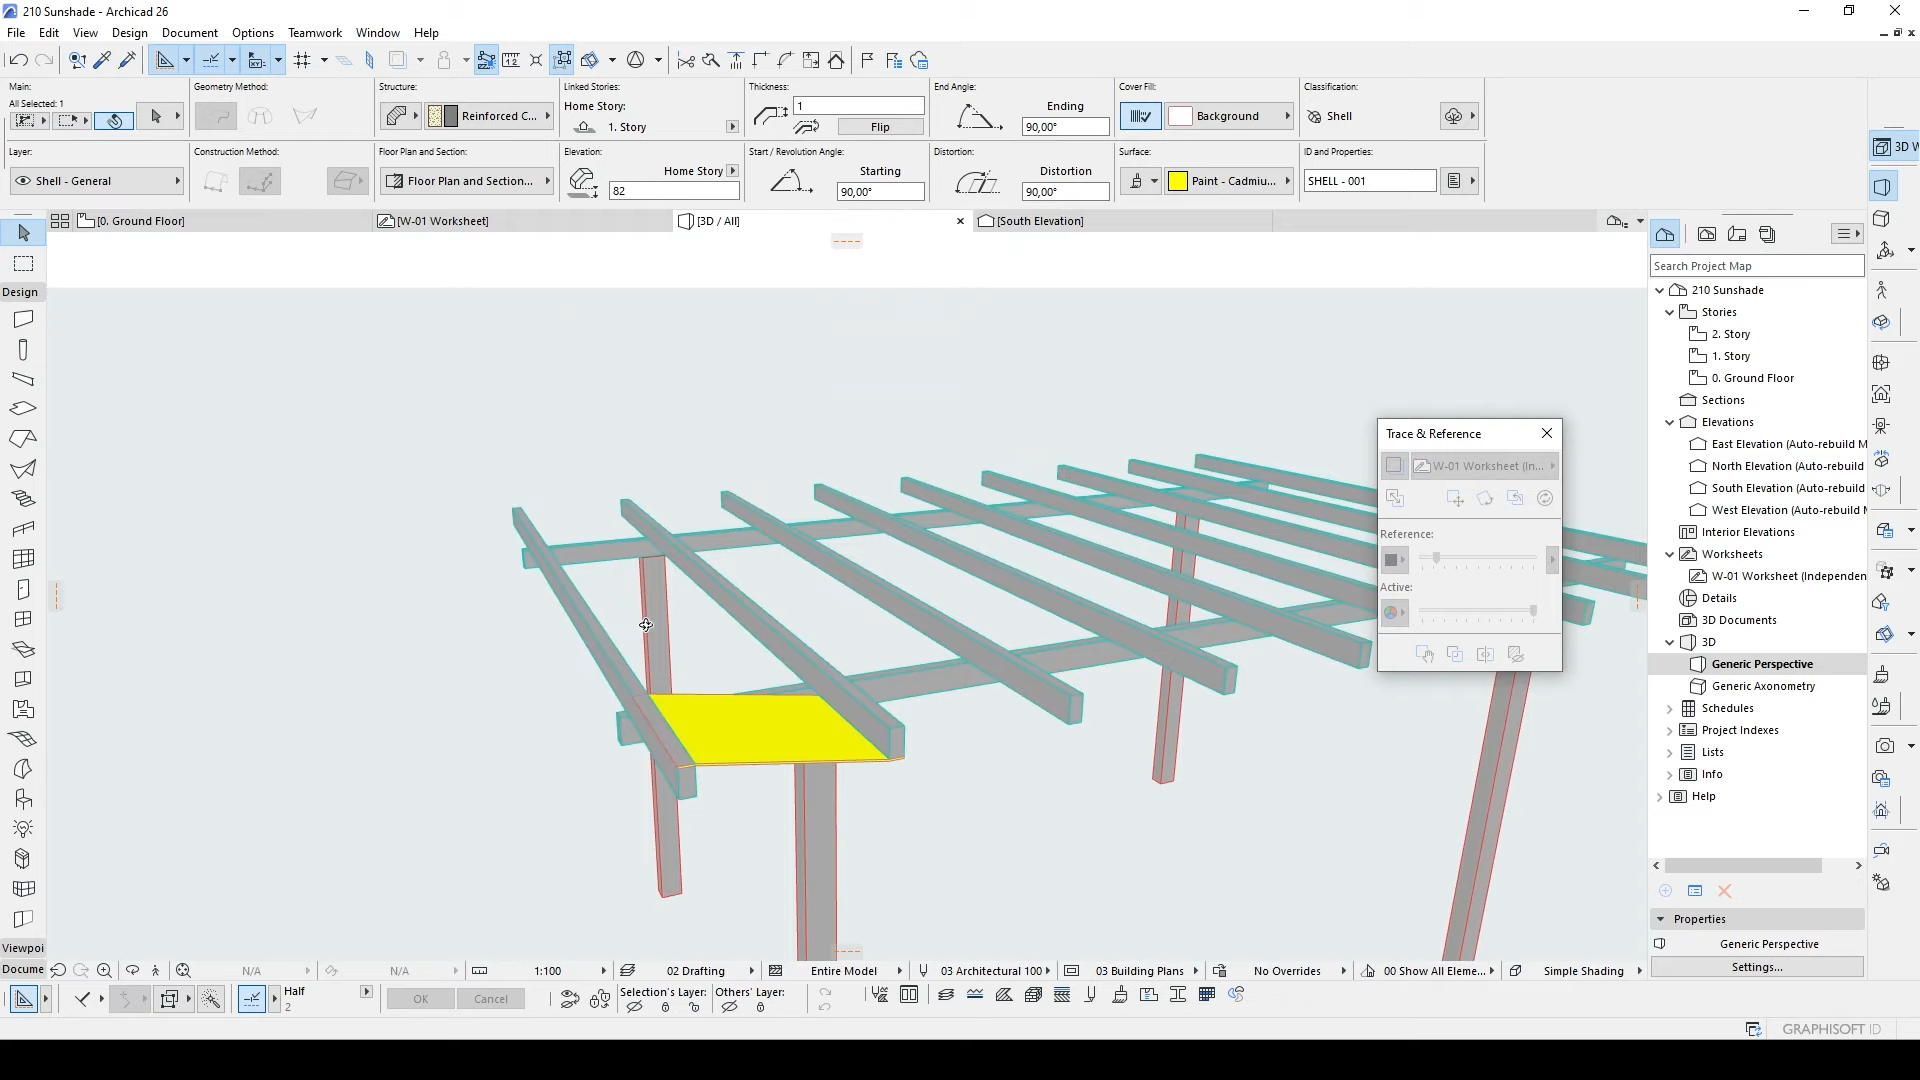 210 Sunshade - Archicad 26
File Edit View Design Document Options Teamwork Window Help
Main:
All Selected: 1
Geometry Method:
Structure:
Reinforced C...
Linked Stories:
Home Story:
1. Story
Thickness:
1
Flip
End Angle:
Ending
90,00°
Cover Fill:
Background
Classification:
Shell
Layer:
Shell - General
Construction Method:
Floor Plan and Section:
Floor Plan and Section...
Elevation:
Home Story
82
Start / Revolution Angle:
Starting
90,00°
Distortion:
Distortion
90,00°
Surface:
Paint - Cadmiu...
ID and Properties:
SHELL - 001
3D W
[0. Ground Floor]
[W-01 Worksheet]
[3D / All]
[South Elevation]
Design
Viewpoi
Docume
Trace & Reference
W-01 Worksheet (In...
Reference:
Active:
Search Project Map
210 Sunshade
Stories
2. Story
1. Story
0. Ground Floor
Sections
Elevations
East Elevation (Auto-rebuild M
North Elevation (Auto-rebuild
South Elevation (Auto-rebuild
West Elevation (Auto-rebuild M
Interior Elevations
Worksheets
W-01 Worksheet (Independen
Details
3D Documents
3D
Generic Perspective
Generic Axonometry
Schedules
Project Indexes
Lists
Info
Help
Properties
Generic Perspective
Settings...
N/A
N/A
1:100
02 Drafting
Entire Model
03 Architectural 100
03 Building Plans
No Overrides
00 Show All Eleme...
Simple Shading
Half
2
OK
Cancel
Selection's Layer:
Others' Layer:
GRAPHISOFT ID